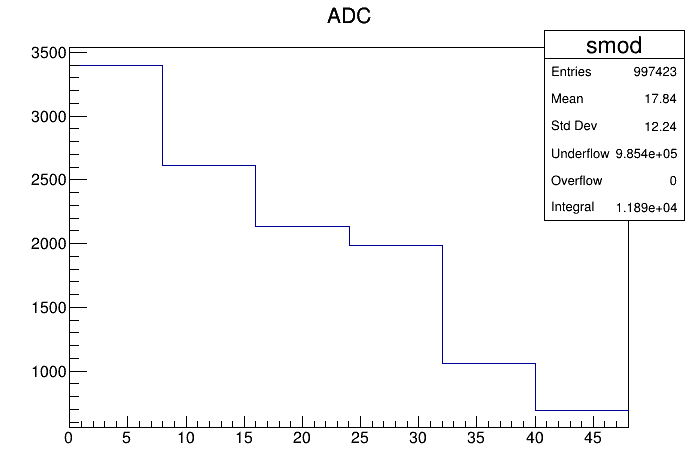 ADC
smod
Entries 997423
Mean 17.84
Std Dev 12.24
Underflow 9.854e+05
Overflow 0
Integral 1.189e+04
3500
3000
2500
2000
1500
1000
0 5 10 15 20 25 30 35 40 45